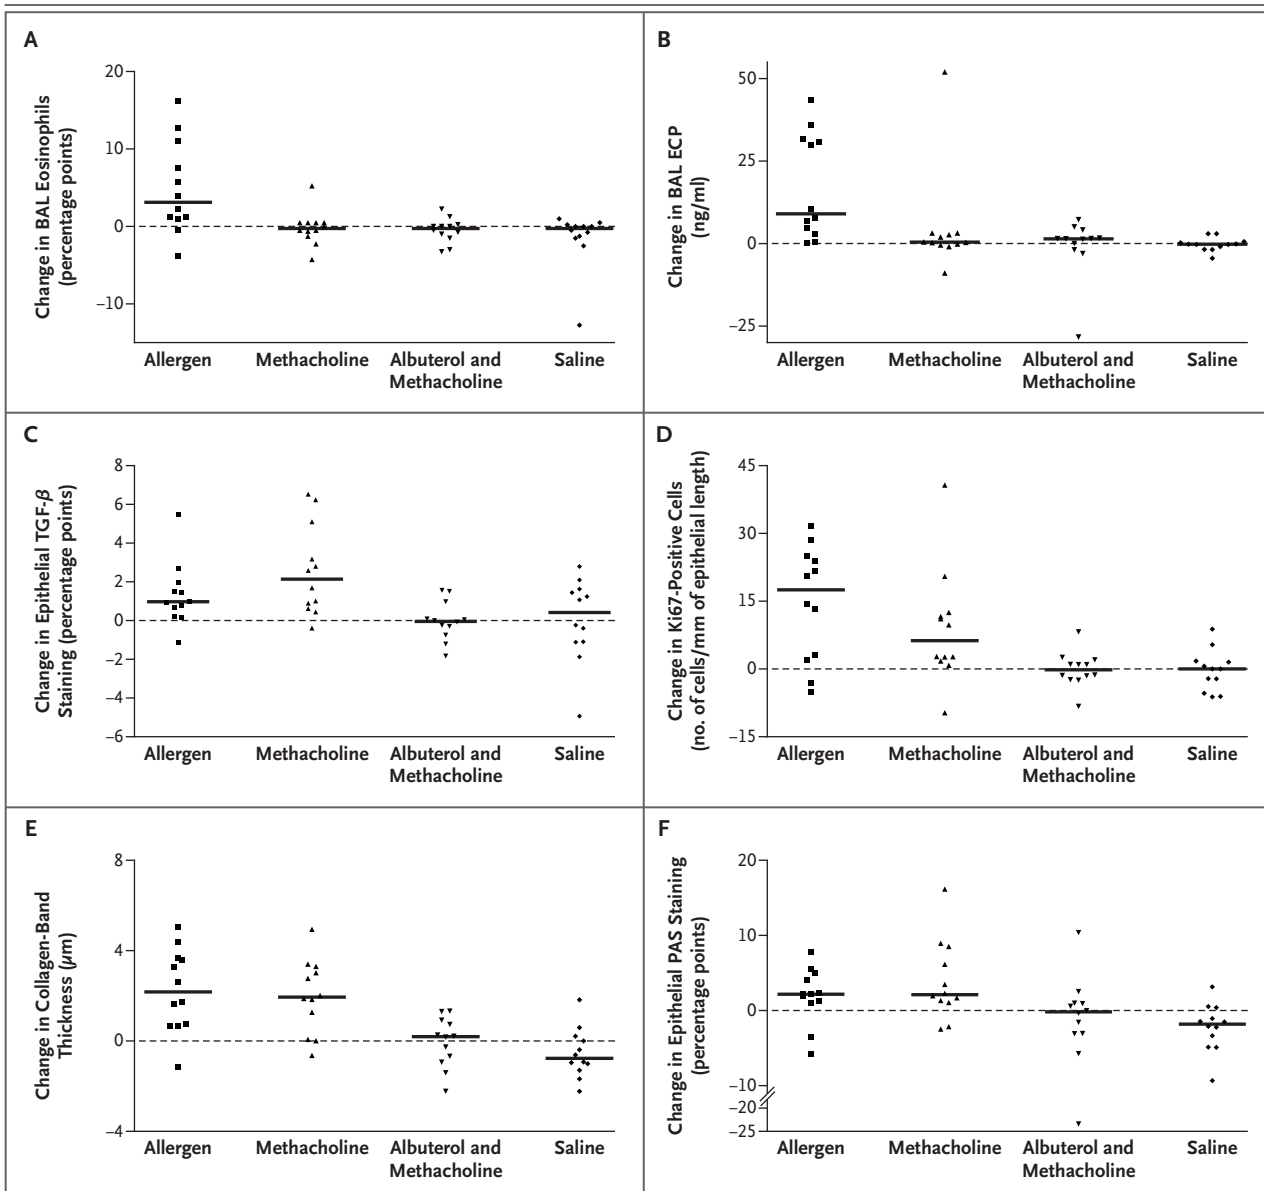 A
Change in BAL Eosinophils
(percentage points)
20
10
0
−10
Allergen
Methacholine
Albuterol and
Methacholine
Saline
B
Change in BAL ECP
(ng/ml)
50
25
0
−25
Allergen
Methacholine
Albuterol and
Methacholine
Saline
C
Change in Epithelial TGF-β
Staining (percentage points)
8
6
4
2
0
−2
−4
−6
Allergen
Methacholine
Albuterol and
Methacholine
Saline
D
Change in Ki67-Positive Cells
(no. of cells/mm of epithelial length)
45
30
15
0
−15
Allergen
Methacholine
Albuterol and
Methacholine
Saline
E
Change in Collagen-Band
Thickness (μm)
8
4
0
−4
Allergen
Methacholine
Albuterol and
Methacholine
Saline
F
Change in Epithelial PAS Staining
(percentage points)
20
10
0
−10
−20
−25
Allergen
Methacholine
Albuterol and
Methacholine
Saline